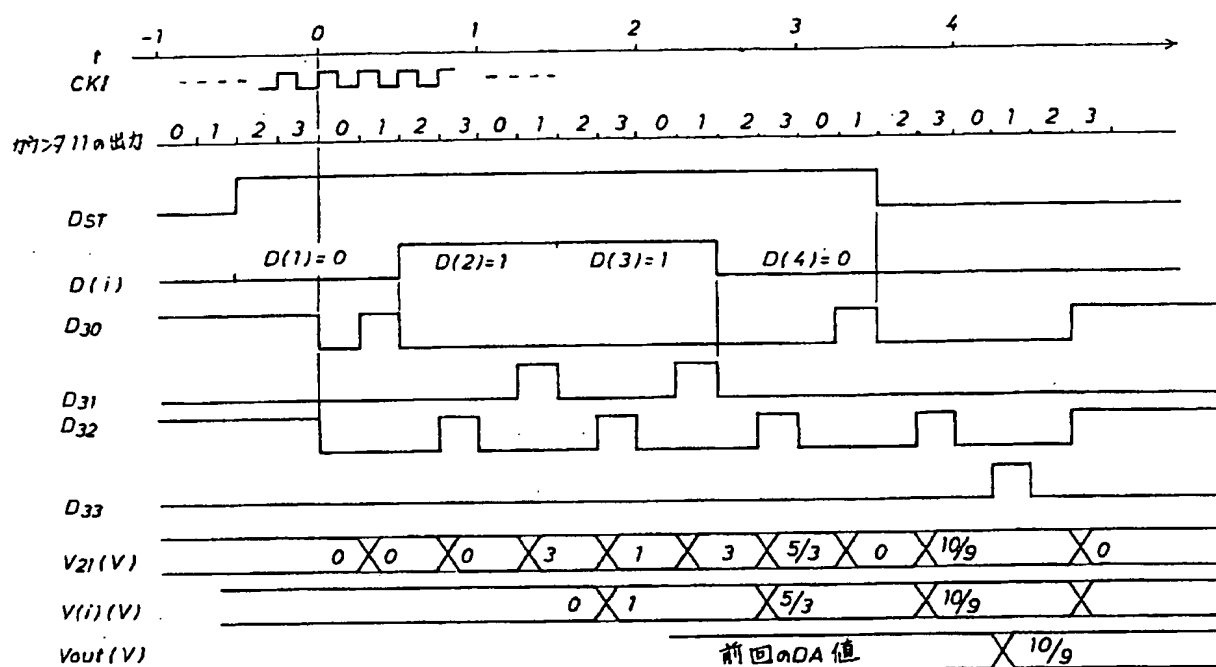 -1 0 1 2 3 4
t
CK1
カウンタ11の出力 0 1 2 3 0 1 2 3 0 1 2 3 0 1 2 3 0 1 2 3 0 1 2 3
DST
D(i) D(1)=0 D(2)=1 D(3)=1 D(4)=0
D30
D31
D32
D33
V21(V) 0 0 0 3 1 3 5/3 0 10/9 0
V(i)(V) 0 1 5/3 10/9
Vout(V) 前回のDA値 10/9